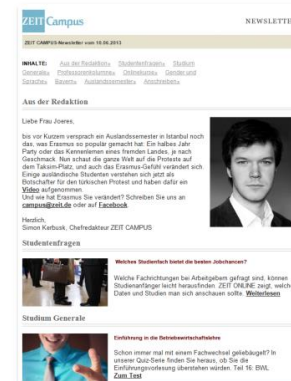 ZEIT Campus
NEWSLETTE
ZEIT CAMPUS-Newsletter vom 19.06.2013
INHALTE: Aus der Redaktion» Studentenfragen» Studium
Generale» Professorenkolumne» Onlinekurse» Gender und
Sprache» Bayern» Auslandssemester» Anschreiben»
Aus der Redaktion
Liebe Frau Joeres,
bis vor Kurzem versprach ein Auslandssemester in Istanbul noch
das, was Erasmus so populär gemacht hat: Ein halbes Jahr
Party oder das Kennenlernen eines fremden Landes, je nach
Geschmack. Nun schaut die ganze Welt auf die Proteste auf
dem Taksim-Platz, und auch das Erasmus-Gefühl verändert sich.
Einige ausländische Studenten verstehen sich jetzt als
Botschafter für den türkischen Protest und haben dafür ein
Video aufgenommen.
Und wie hat Erasmus Sie verändert? Schreiben Sie uns an
campus@zeit.de oder auf Facebook.
Herzlich,
Simon Kerbusk, Chefredakteur ZEIT CAMPUS
Studentenfragen
Welches Studienfach bietet die besten Jobchancen?
Welche Fachrichtungen bei Arbeitgebern gefragt sind, können
Studienanfänger leicht herausfinden. ZEIT ONLINE zeigt, welche
Daten und Studien man sich anschauen sollte. Weiterlesen
Studium Generale
Einführung in die Betriebswirtschaftslehre
Schon immer mal mit einem Fachwechsel geliebäugelt? In
unserer Quiz-Serie finden Sie heraus, ob Sie die
Einführungsvorlesung überstehen würden. Teil 16: BWL
Zum Test